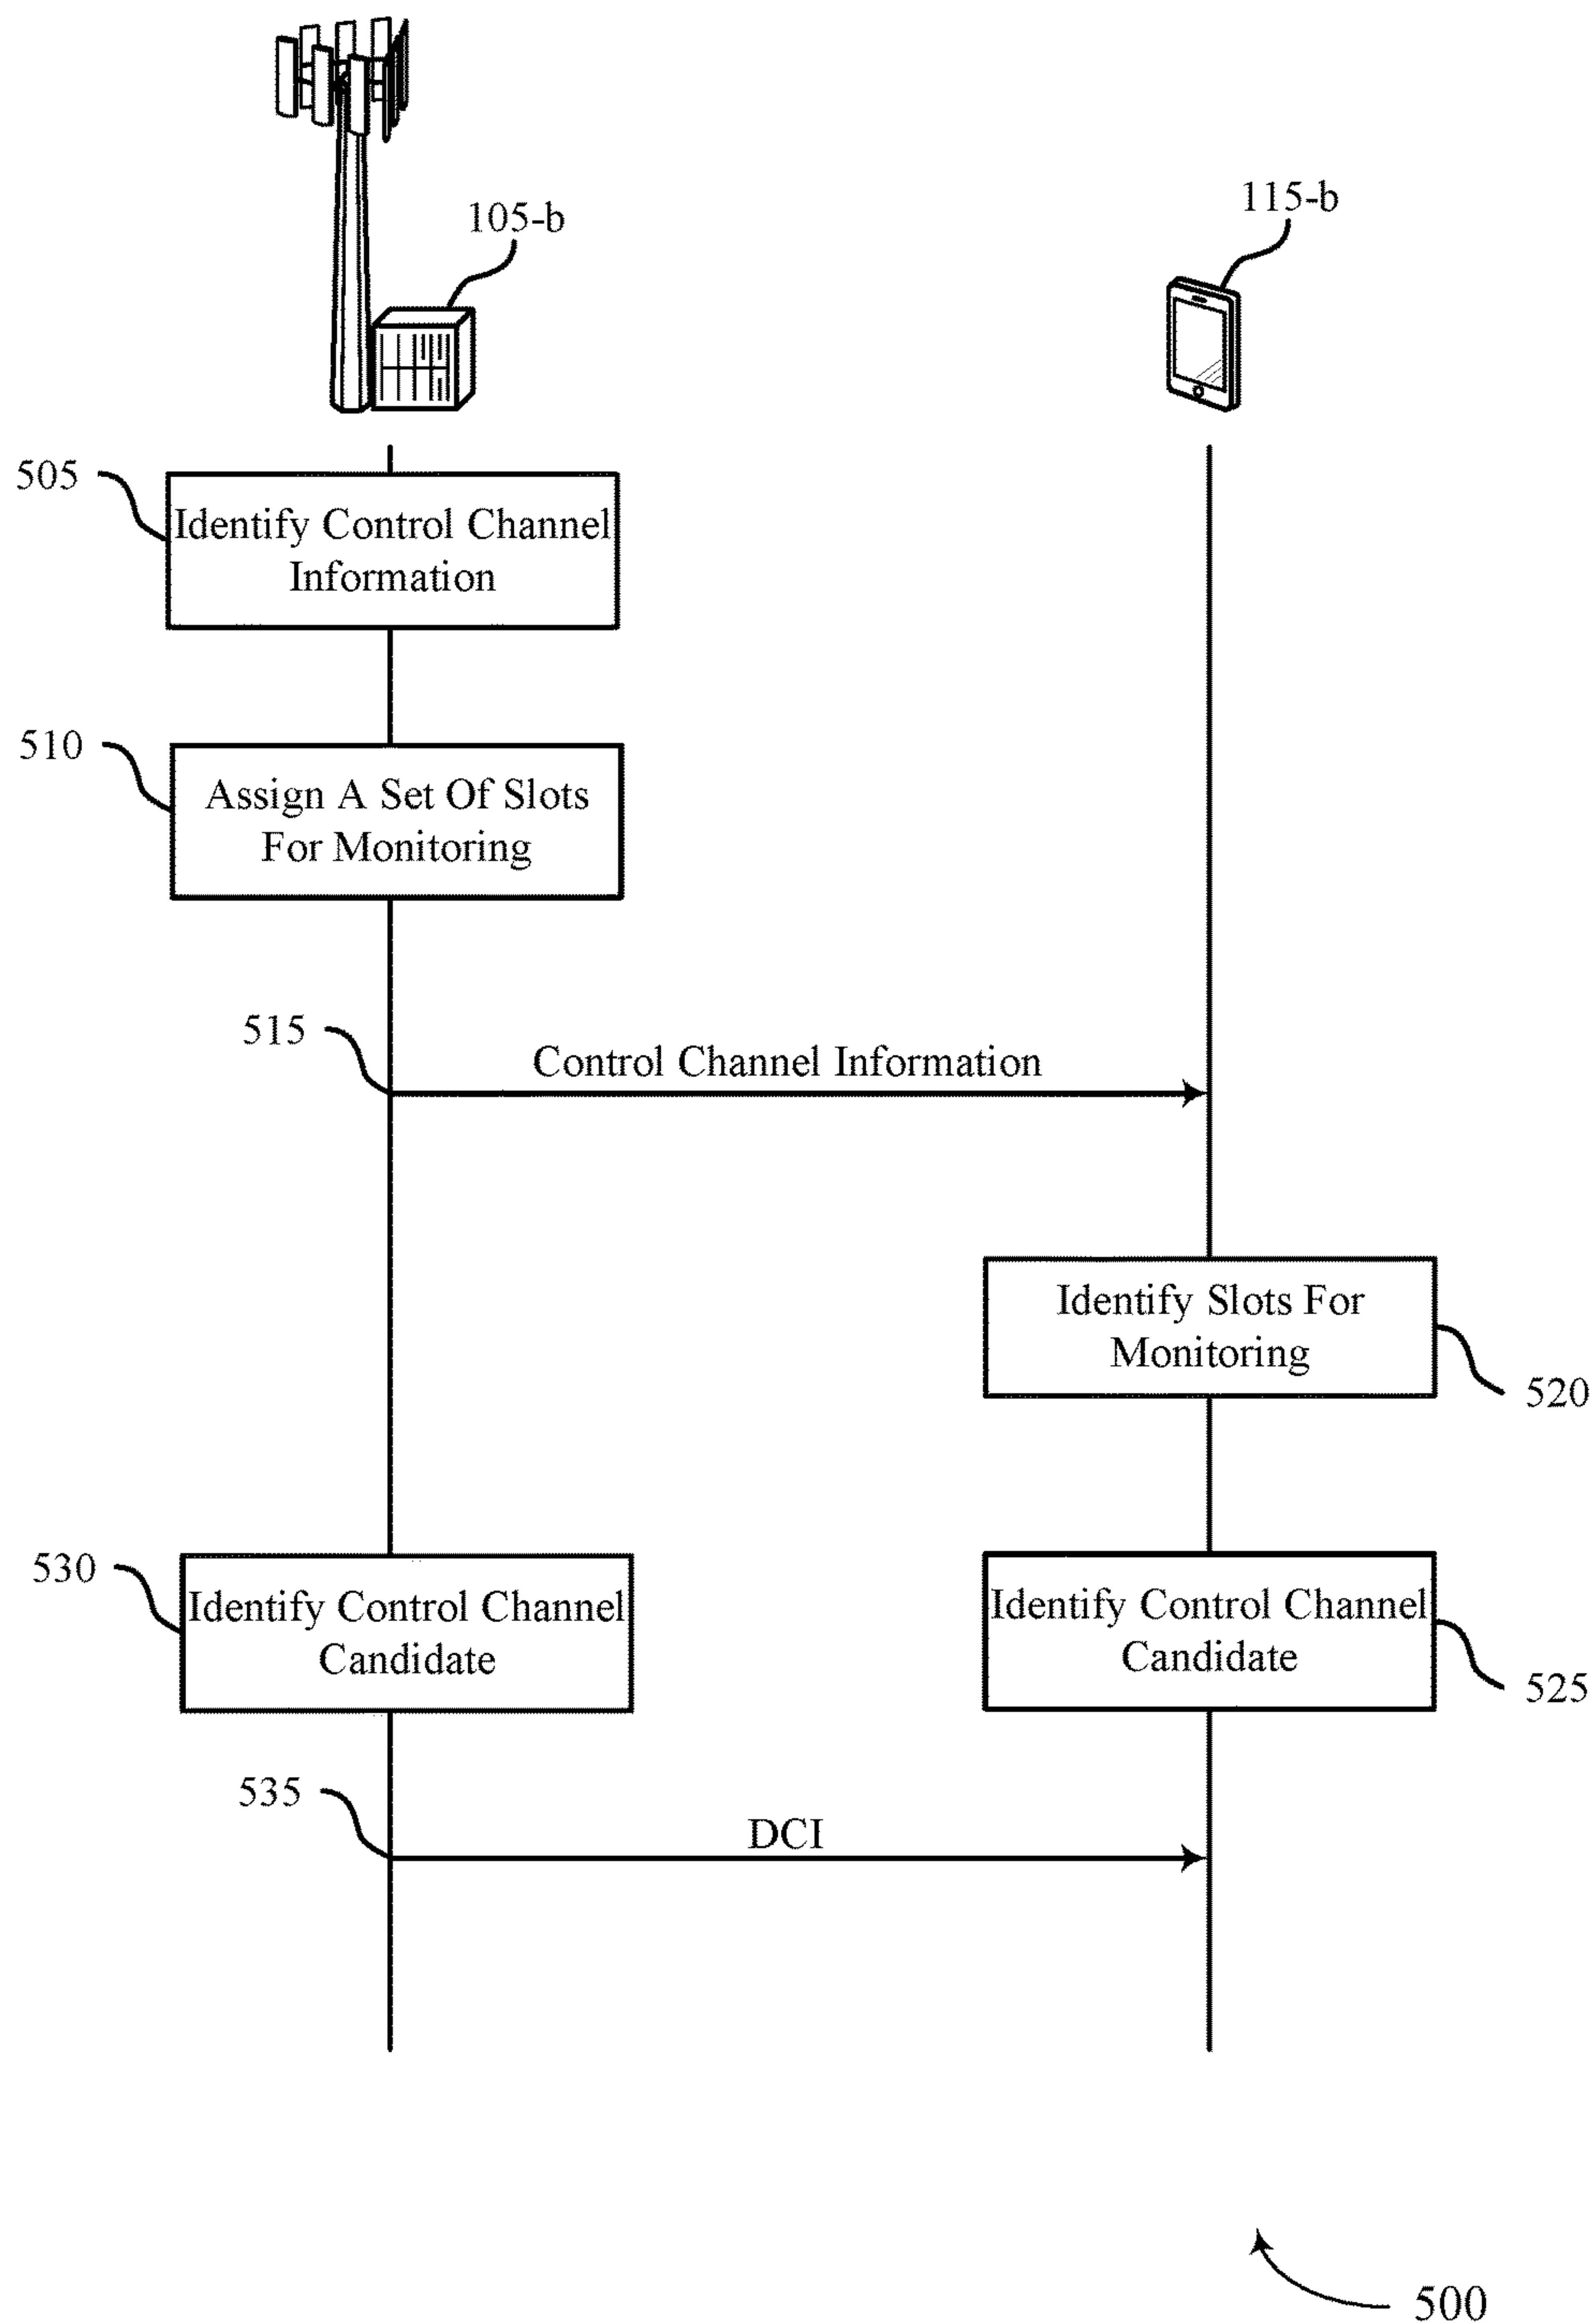 105-b
115-b
505
Identify Control Channel
Information
510
Assign A Set Of Slots
For Monitoring
515
Control Channel Information
Identify Slots For
Monitoring
520
530
Identify Control Channel
Candidate
Identify Control Channel
Candidate
525
535
DCI
500